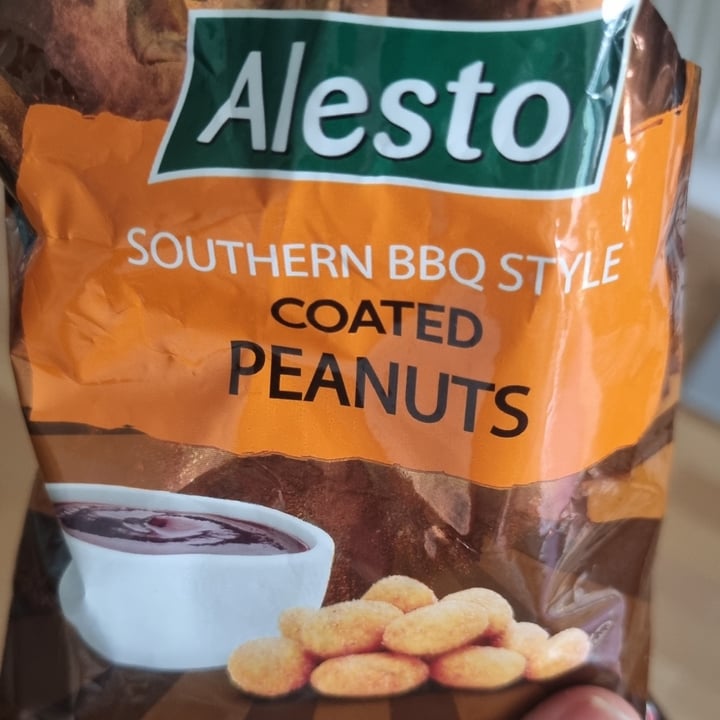 Alesto
SOUTHERN BBQ STYLE
COATED
PEANUTS